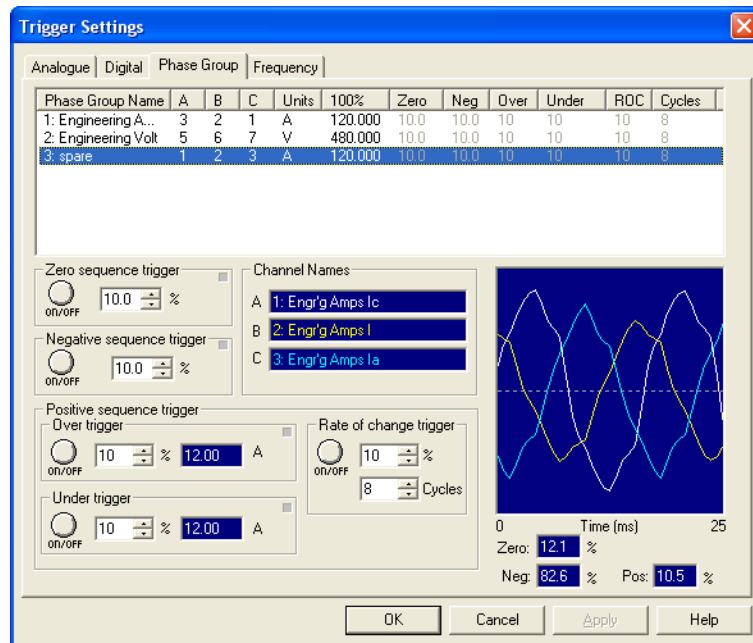 Trigger Settings
Analogue Digital Phase Group Frequency
Phase Group Name A B C Units 100% Zero Neg Over Under ROC Cycles
1: Engineering A... 3 2 1 A 120.000 10.0 10.0 10 10 10 8
2: Engineering Volt 5 6 7 V 480.000 10.0 10.0 10 10 10 8
3: spare 1 2 3 A 120.000 10.0 10.0 10 10 10 8
Zero sequence trigger
ON/OFF 10.0 %
Negative sequence trigger
ON/OFF 10.0 %
Channel Names
A 1: Engr'g Amps Ic
B 2: Engr'g Amps I
C 3: Engr'g Amps Ia
Positive sequence trigger
Over trigger
ON/OFF 10 % 12.00 A
Under trigger
ON/OFF 10 % 12.00 A
Rate of change trigger
ON/OFF 10 %
8 Cycles
0 Time (ms) 25
Zero: 12.1 %
Neg: 82.6 % Pos: 10.5 %
OK Cancel Apply Help